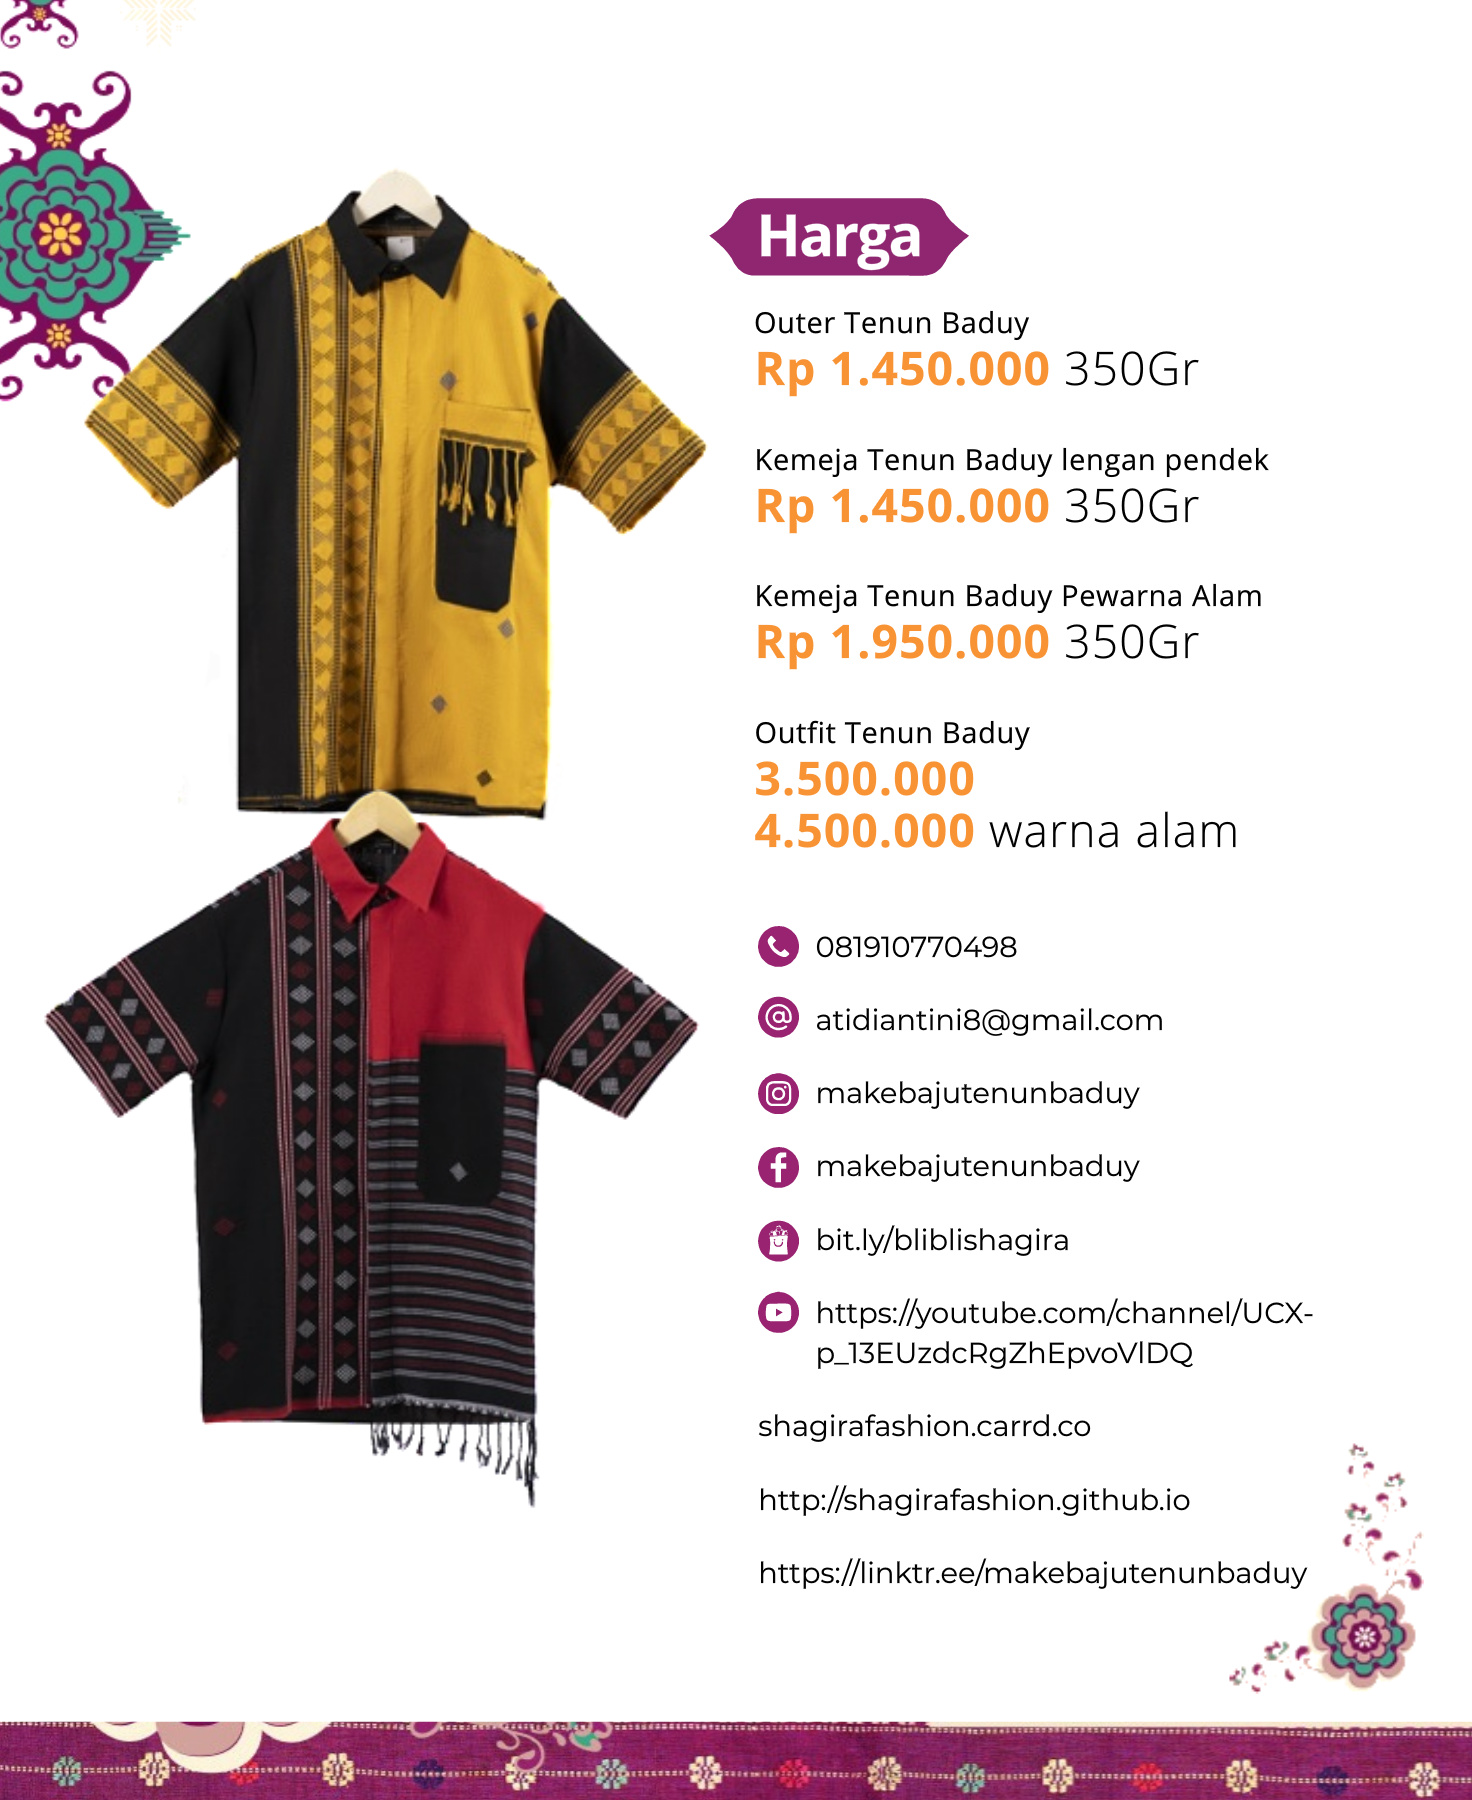 Harga
Outer Tenun Baduy
Rp 1.450.000 350Gr
Kemeja Tenun Baduy lengan pendek
Rp 1.450.000 350Gr
Kemeja Tenun Baduy Pewarna Alam
Rp 1.950.000 350Gr
Outfit Tenun Baduy
3.500.000
4.500.000 warna alam
081910770498
atidiantini8@gmail.com
makebajutenunbaduy
makebajutenunbaduy
bit.ly/bliblishagira
https://youtube.com/channel/UCX-
p_13EUzdcRgZhEpvoVlDQ
shagirafashion.carrd.co
http://shagirafashion.github.io
https://linktr.ee/makebajutenunbaduy